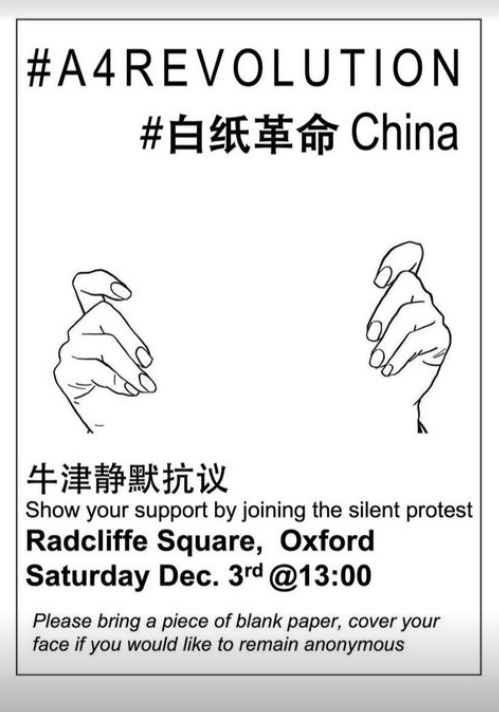 #A4REVOLUTION
#白纸革命 China
牛津静默抗议
Show your support by joining the silent protest
Radcliffe Square, Oxford
Saturday Dec. 3rd @13:00
Please bring a piece of blank paper, cover your
face if you would like to remain anonymous